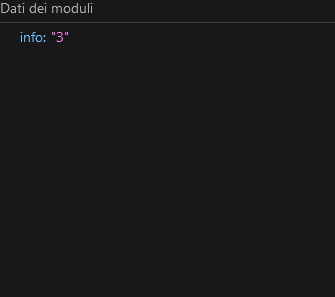 Dati dei moduli
info: "3"